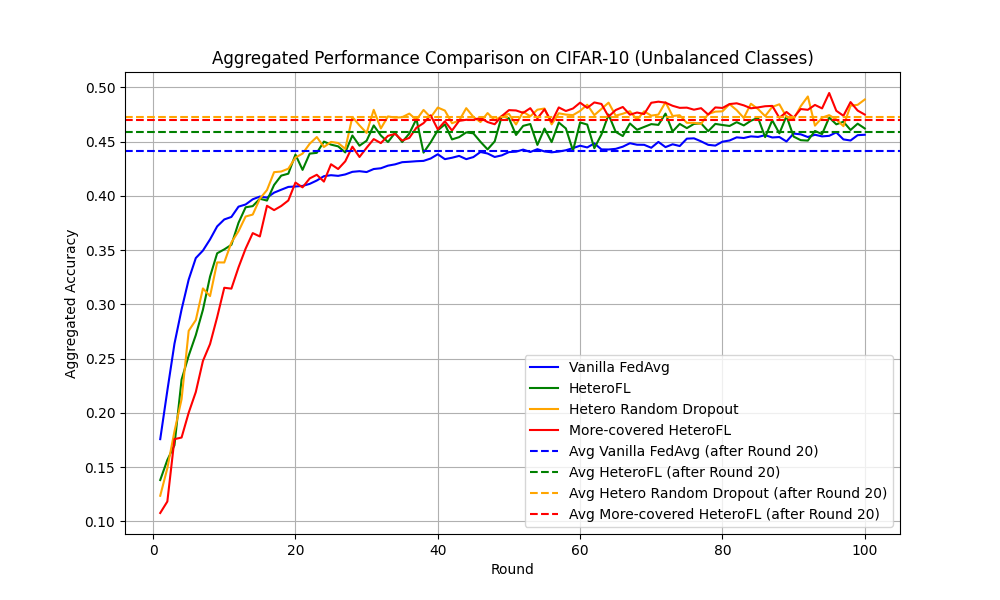 Aggregated Performance Comparison on CIFAR-10 (Unbalanced Classes)
Aggregated Accuracy
0.50
0.45
0.40
0.35
0.30
0.25
0.20
0.15
0.10
Vanilla FedAvg
HeteroFL
Hetero Random Dropout
More-covered HeteroFL
Avg Vanilla FedAvg (after Round 20)
Avg HeteroFL (after Round 20)
Avg Hetero Random Dropout (after Round 20)
Avg More-covered HeteroFL (after Round 20)
0 20 40 60 80 100
Round